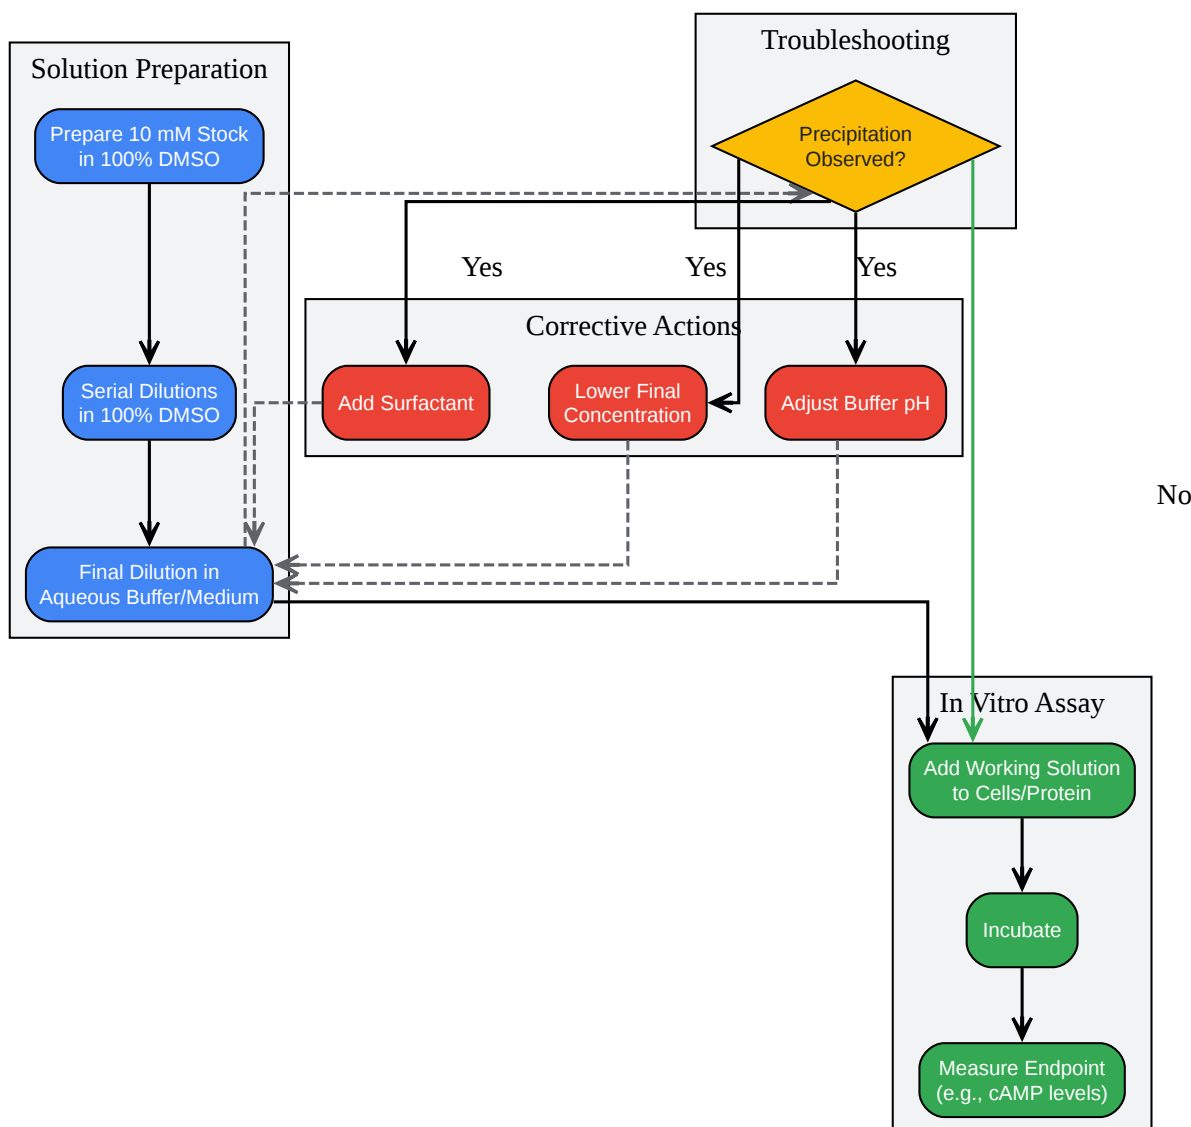 Solution Preparation
Prepare 10 mM Stock
in 100% DMSO
Serial Dilutions
in 100% DMSO
Final Dilution in
Aqueous Buffer/Medium
Troubleshooting
Precipitation
Observed?
Yes
Yes
Yes
No
Corrective Actions
Add Surfactant
Lower Final
Concentration
Adjust Buffer pH
In Vitro Assay
Add Working Solution
to Cells/Protein
Incubate
Measure Endpoint
(e.g., cAMP levels)